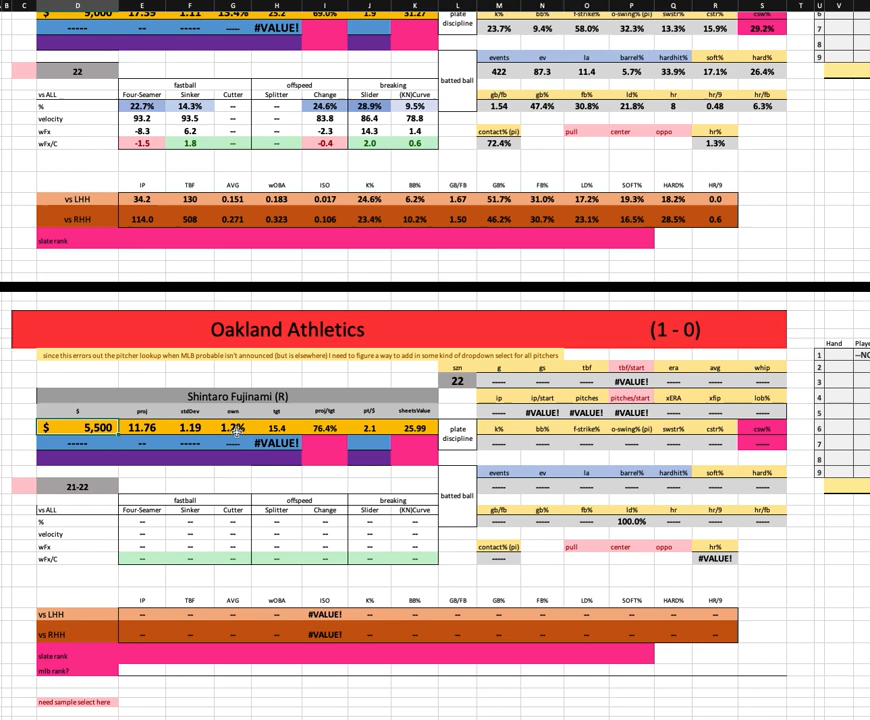 B C D E F G H I J K L M N O P Q R S T U V
$ 9,000 17.39 1.11 13.4% 25.2 69.0% 1.9 31.27 plate discipline k% bb% f-strike% o-swing% (pi) swstr% cstr% csw% 6
----- -- ----- ----- #VALUE! 23.7% 9.4% 58.0% 32.3% 13.3% 15.9% 29.2% 7
8
events ev la barrel% hardhit% soft% hard% 9
22 batted ball 422 87.3 11.4 5.7% 33.9% 17.1% 26.4%
fastball offspeed breaking
vs ALL Four-Seamer Sinker Cutter Splitter Change Slider (KN)Curve gb/fb gb% fb% ld% hr hr/9 hr/fb
% 22.7% 14.3% -- -- 24.6% 28.9% 9.5% 1.54 47.4% 30.8% 21.8% 8 0.48 6.3%
velocity 93.2 93.5 -- -- 83.8 86.4 78.8
wFx -8.3 6.2 -- -- -2.3 14.3 1.4 contact% (pi) pull center oppo hr%
wFx/C -1.5 1.8 -- -- -0.4 2.0 0.6 72.4% 1.3%
IP TBF AVG wOBA ISO K% BB% GB/FB GB% FB% LD% SOFT% HARD% HR/9
vs LHH 34.2 130 0.151 0.183 0.017 24.6% 6.2% 1.67 51.7% 31.0% 17.2% 19.3% 18.2% 0.0
vs RHH 114.0 508 0.271 0.323 0.106 23.4% 10.2% 1.50 46.2% 30.7% 23.1% 16.5% 28.5% 0.6
slate rank
Oakland Athletics (1 - 0)
Hand Playe
since this errors out the pitcher lookup when MLB probable isn't announced (but is elsewhere) I need to figure a way to add in some kind of dropdown select for all pitchers 1 --NO
szn g gs tbf tbf/start era avg whip 2
22 ----- ----- ----- #VALUE! ----- ----- ----- 3
Shintaro Fujinami (R) ip ip/start pitches pitches/start xERA xfip lob% 4
$ proj stdDev own tgt proj/tgt pt/$ sheetsValue ----- #VALUE! #VALUE! #VALUE! ----- ----- ----- 5
$ 5,500 11.76 1.19 1.2% 15.4 76.4% 2.1 25.99 plate discipline k% bb% f-strike% o-swing% (pi) swstr% cstr% csw% 6
----- -- ----- ----- #VALUE! ----- ----- ----- ----- ----- ----- ----- 7
8
events ev la barrel% hardhit% soft% hard% 9
21-22 batted ball ----- ----- ----- ----- ----- ----- -----
fastball offspeed breaking
vs ALL Four-Seamer Sinker Cutter Splitter Change Slider (KN)Curve gb/fb gb% fb% ld% hr hr/9 hr/fb
% -- -- -- -- -- -- -- ----- ----- ----- 100.0% ----- ----- -----
velocity
wFx -- -- -- -- -- -- -- contact% (pi) pull center oppo hr%
wFx/C -- -- -- -- -- -- -- ----- #VALUE!
IP TBF AVG wOBA ISO K% BB% GB/FB GB% FB% LD% SOFT% HARD% HR/9
vs LHH -- -- -- -- #VALUE! -- -- -- -- -- -- -- -- --
vs RHH -- -- -- -- #VALUE! -- -- -- -- -- -- -- -- --
slate rank
mlb rank?
need sample select here